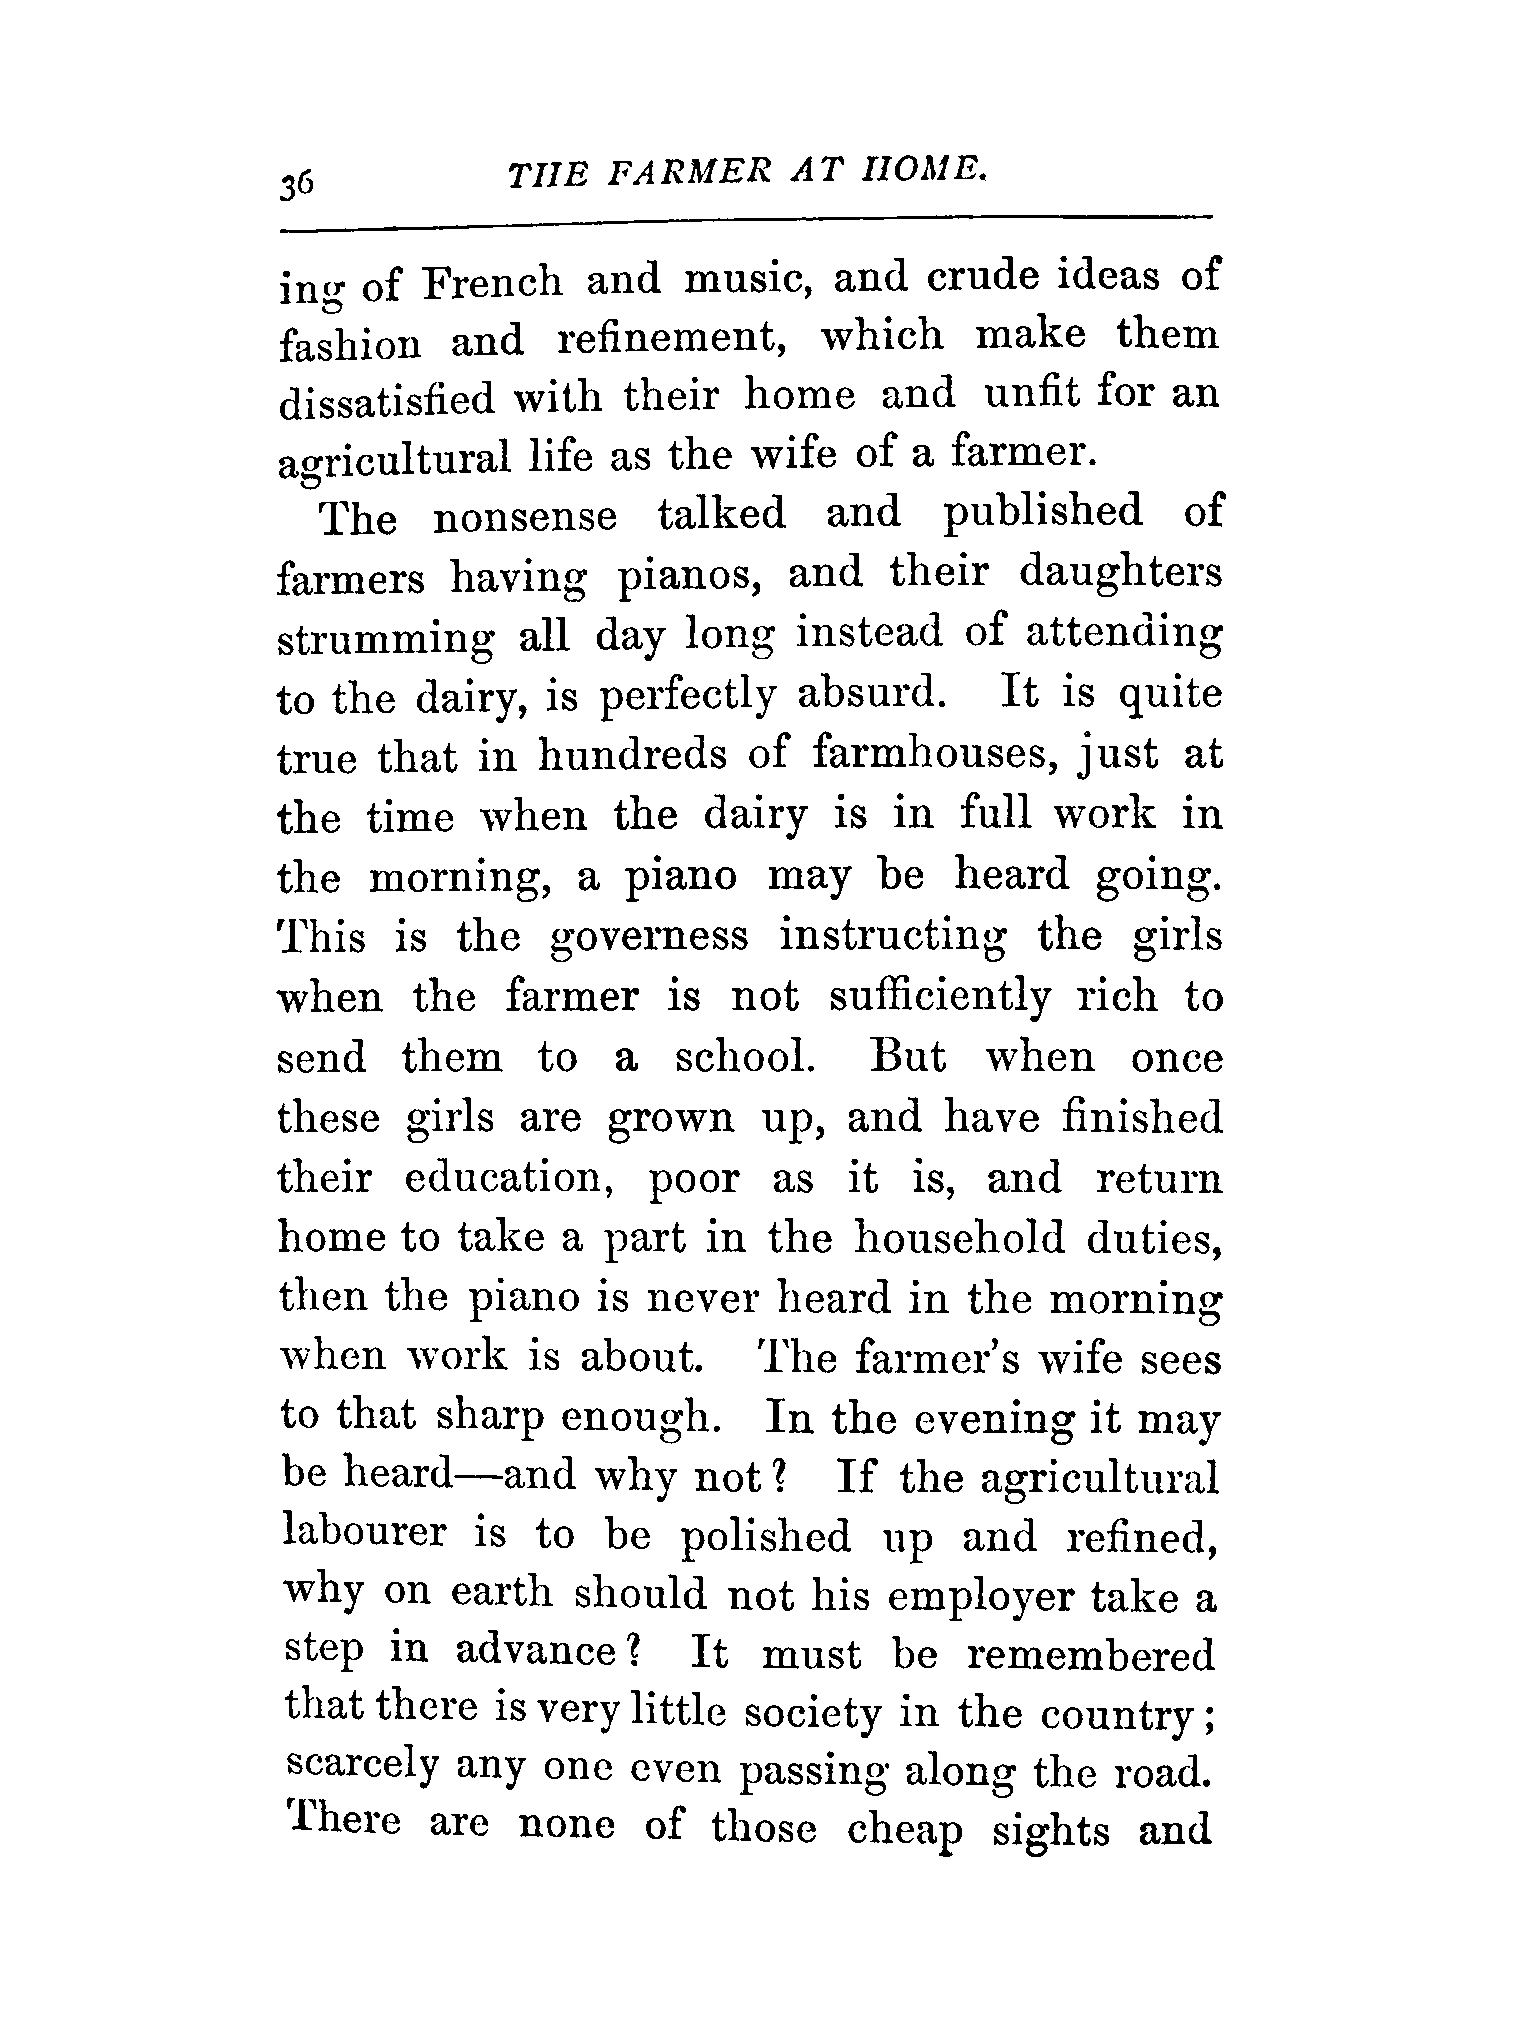 36 THE FARMER AT HOME.
ing of French and music, and crude ideas of
fashion and refinement, which make them
dissatisfied with their home and unfit for an
agricultural life as the wife of a farmer.
The nonsense talked and published of
farmers having pianos, and their daughters
strumming all day long instead of attending
to the dairy, is perfectly absurd. It is quite
true that in hundreds of farmhouses, just at
the time when the dairy is in full work in
the morning, a piano may be heard going.
This is the governess instructing the girls
when the farmer is not sufficiently rich to
send them to a school. But when once
these girls are grown up, and have finished
their education, poor as it is, and return
home to take a part in the household duties,
then the piano is never heard in the morning
when work is about. The farmer's wife sees
to that sharp enough. In the evening it may
be heard—and why not? If the agricultural
labourer is to be polished up and refined,
why on earth should not his employer take a
step in advance? It must be remembered
that there is very little society in the country;
scarcely any one even passing along the road.
There are none of those cheap sights and